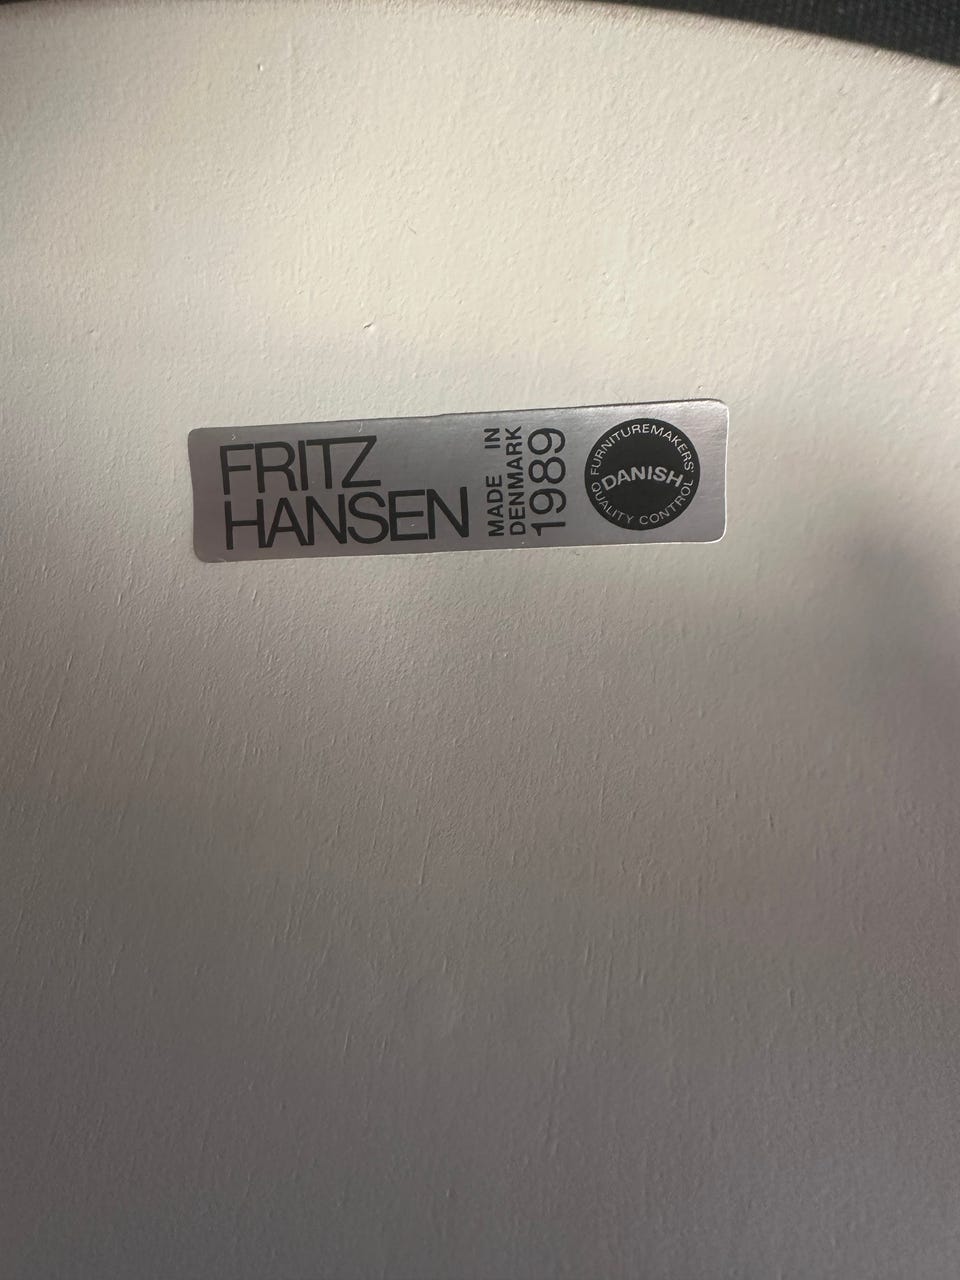 FRITZ
HANSEN
MADE IN
DENMARK
1989
FURNITUREMAKERS'
DANISH
QUALITY CONTROL